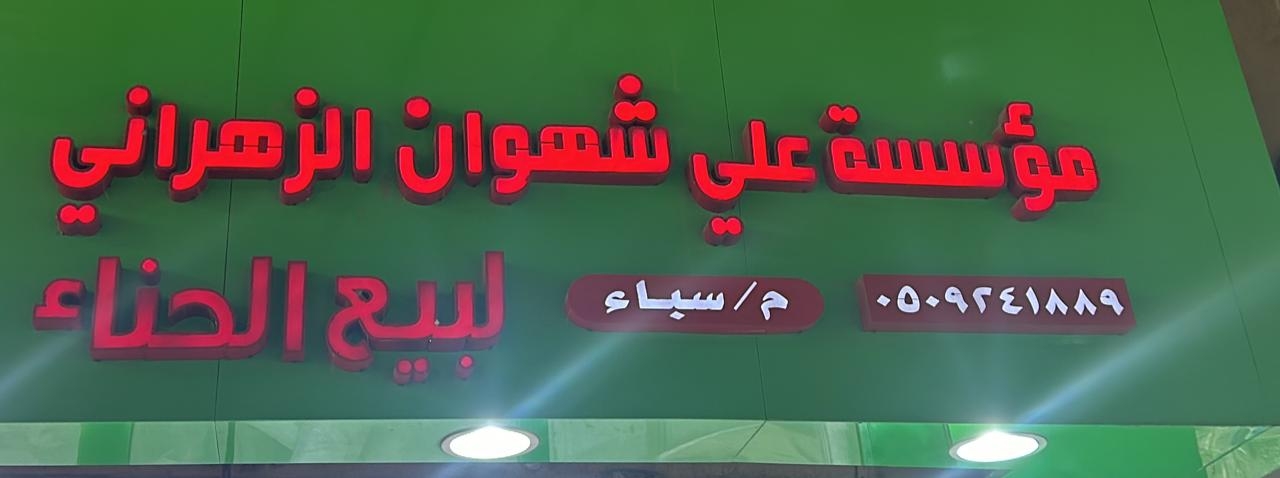 مؤسسة علي شهوان الزهراني
٠٥٠٩٢٤١٨٨٩ م/سباء لبيع الحناء